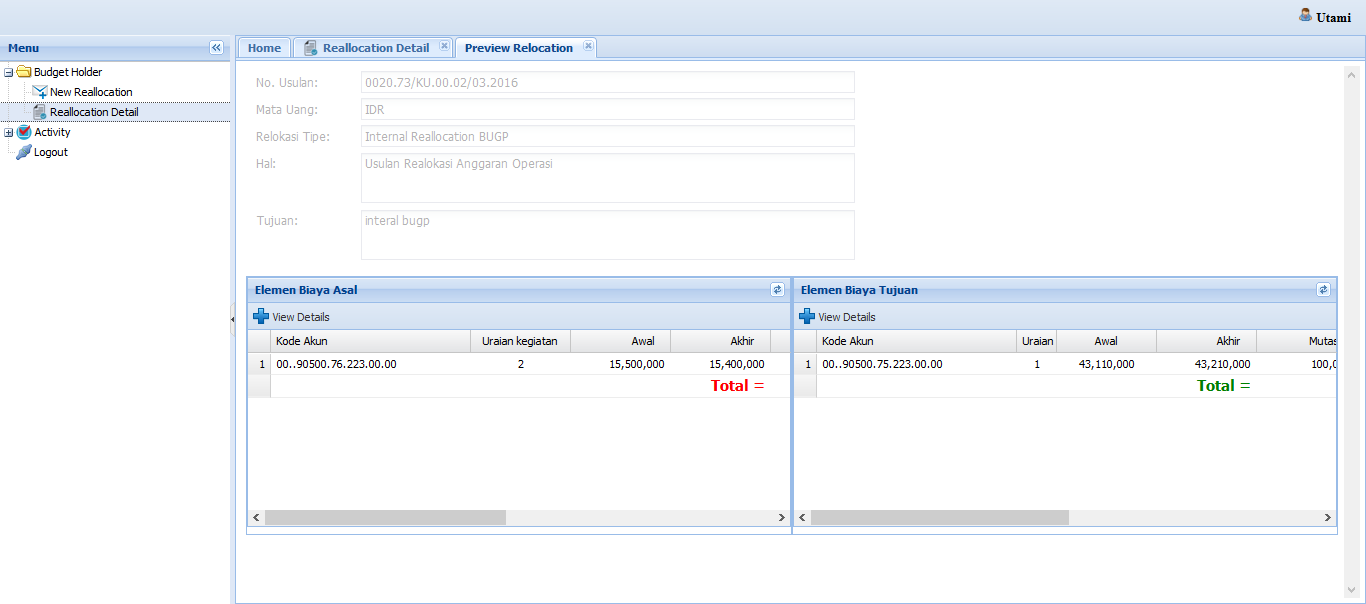 Utami
Menu
Home
Reallocation Detail
Preview Relocation
Budget Holder
New Reallocation
Reallocation Detail
Activity
Logout
No. Usulan: 0020.73/KU.00.02/03.2016
Mata Uang: IDR
Relokasi Tipe: Internal Reallocation BUGP
Hal: Usulan Realokasi Anggaran Operasi
Tujuan: interal bugp
Elemen Biaya Asal
View Details
Kode Akun Uraian kegiatan Awal Akhir
1 00..90500.76.223.00.00 2 15,500,000 15,400,000
Total =
Elemen Biaya Tujuan
View Details
Kode Akun Uraian Awal Akhir Mutas
1 00..90500.75.223.00.00 1 43,110,000 43,210,000 100,0
Total =